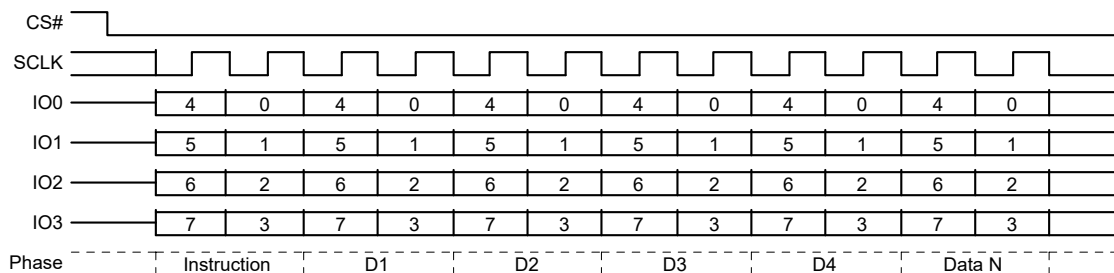 CS#
SCLK
IO0 4 0 4 0 4 0 4 0 4 0 4 0
IO1 5 1 5 1 5 1 5 1 5 1 5 1
IO2 6 2 6 2 6 2 6 2 6 2 6 2
IO3 7 3 7 3 7 3 7 3 7 3 7 3
Phase Instruction D1 D2 D3 D4 Data N